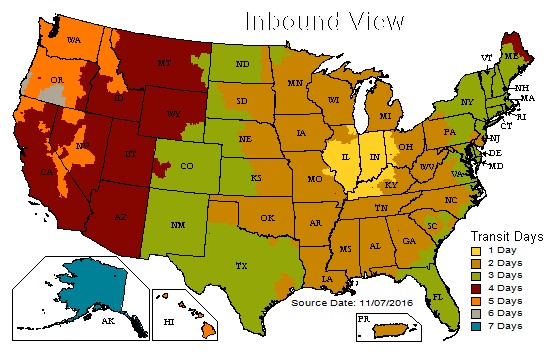 Inbound View
WA
MT
ND
MN
OR
ID
WY
SD
WI
MI
VT
ME
NH
MA
RI
CT
NY
NE
IA
PA
NJ
DE
MD
NV
UT
CO
CA
KS
MO
IL
IN
OH
WV
VA
KY
AZ
NM
OK
AR
TN
NC
SC
TX
LA
MS
AL
GA
FL
AK
HI
PR
Source Date: 11/07/2016
Transit Days
1 Day
2 Days
3 Days
4 Days
5 Days
6 Days
7 Days